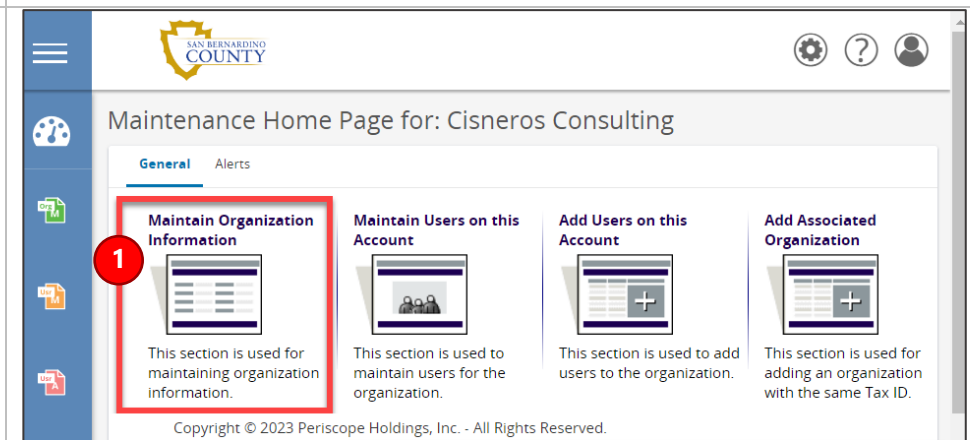 SAN BERNARDINO
COUNTY
?
Maintenance Home Page for: Cisneros Consulting
General Alerts
Org
M
Maintain Organization
Information
1
This section is used for
maintaining organization
information.
Maintain Users on this
Account
This section is used to
maintain users for the
organization.
Add Users on this
Account
This section is used to add
users to the organization.
Add Associated
Organization
This section is used for
adding an organization
with the same Tax ID.
Usr
M
Usr
A
Copyright © 2023 Periscope Holdings, Inc. - All Rights Reserved.